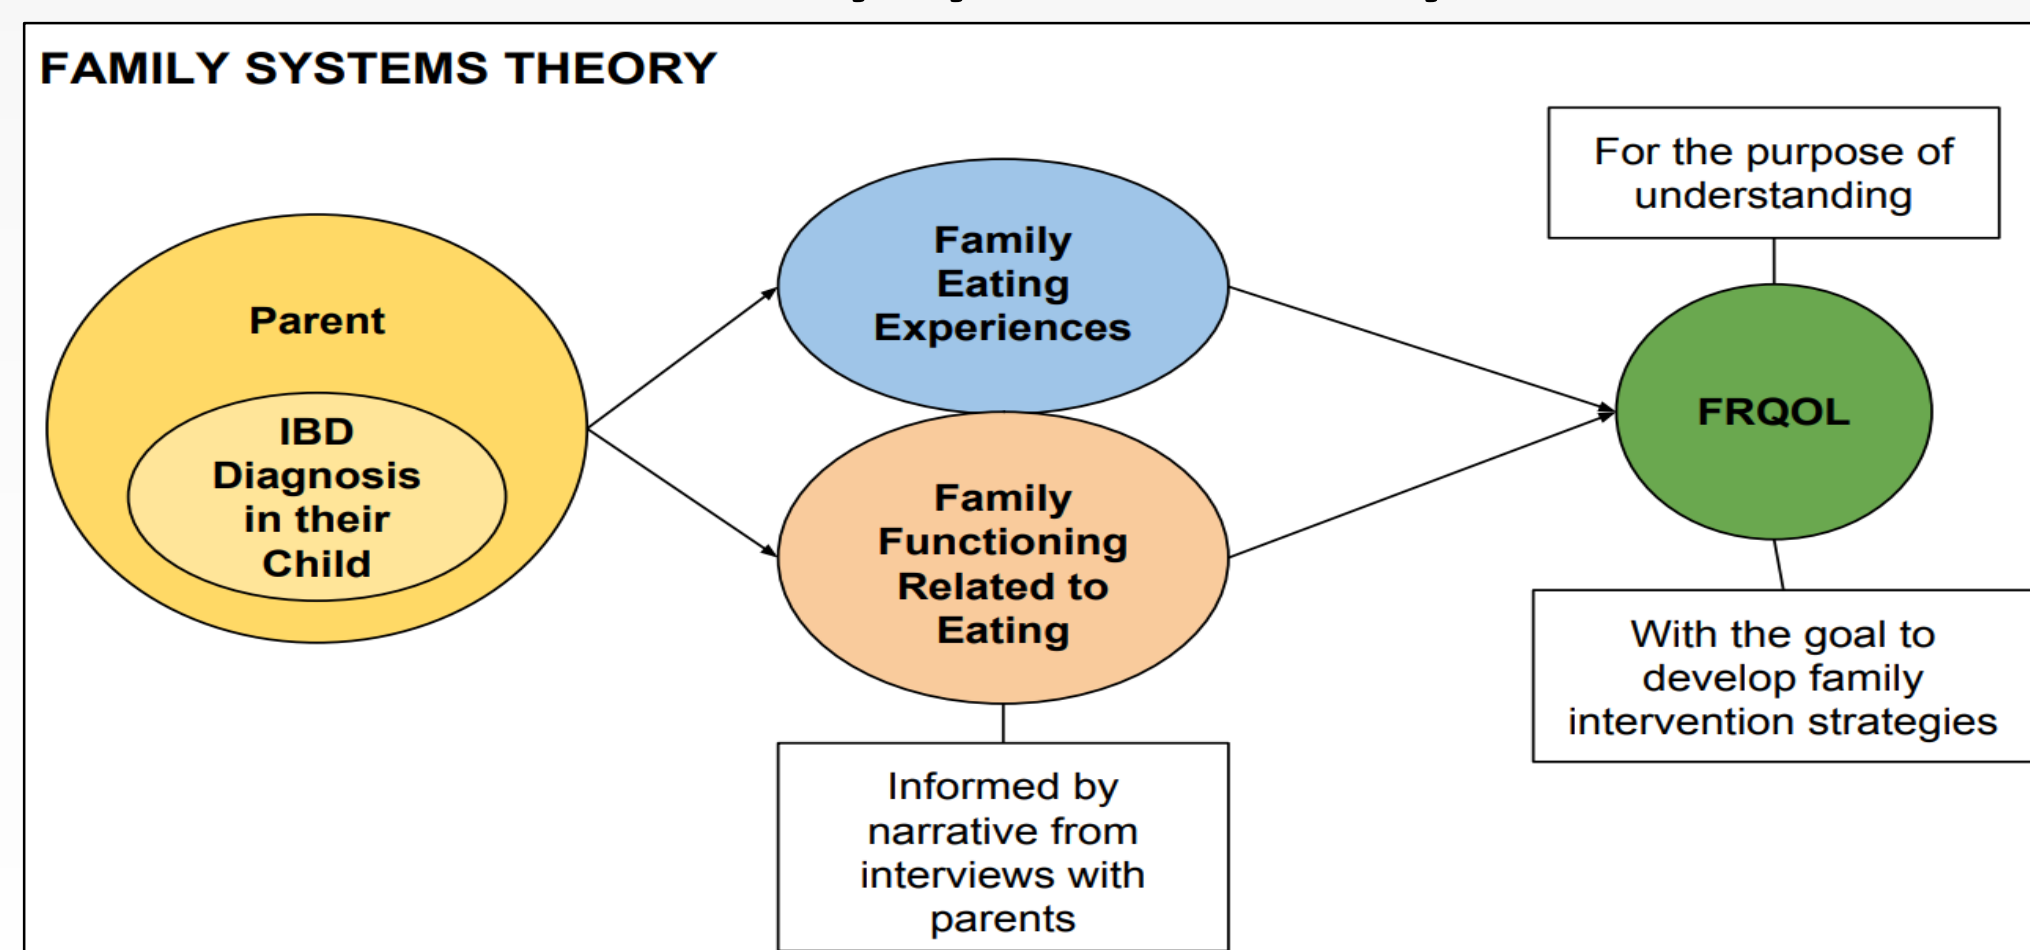 FAMILY SYSTEMS THEORY
Parent
IBD
Diagnosis
in their
Child
Family
Eating
Experiences
Family
Functioning
Related to
Eating
Informed by
narrative from
interviews with
parents
For the purpose of
understanding
FRQOL
With the goal to
develop family
intervention strategies